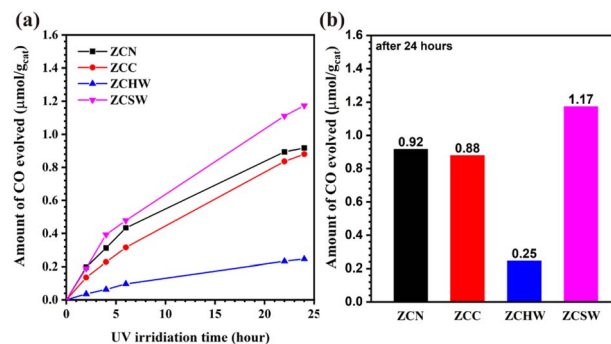 (a)
1.6
1.4
1.2
1.0
0.8
0.6
0.4
0.2
0.0
Amount of CO evolved (μmol/gcat)
ZCN
ZCC
ZCHW
ZCSW
0 5 10 15 20 25
UV irridiation time (hour)
(b)
after 24 hours
1.6
1.4
1.2
1.0
0.8
0.6
0.4
0.2
0.0
Amount of CO evolved (μmol/gcat)
0.92
0.88
0.25
1.17
ZCN ZCC ZCHW ZCSW